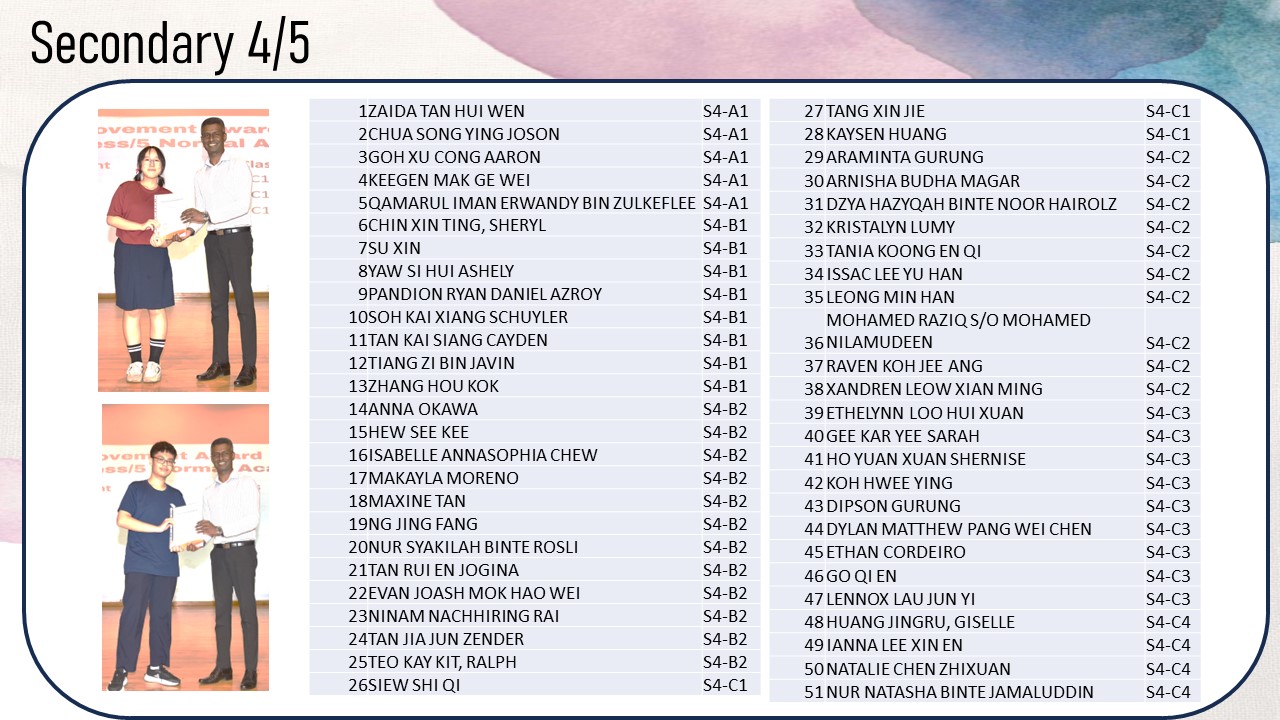 Secondary 4/5
ovement Awar
ess/5 Normal A
ovement Award
1 ZAIDA TAN HUI WEN S4-A1
2 CHUA SONG YING JOSON S4-A1
3 GOH XU CONG AARON S4-A1
4 KEEGEN MAK GE WEI S4-A1
5 QAMARUL IMAN ERWANDY BIN ZULKEFLEE S4-A1
6 CHIN XIN TING, SHERYL S4-B1
7 SU XIN S4-B1
8 YAW SI HUI ASHELY S4-B1
9 PANDION RYAN DANIEL AZROY S4-B1
10 SOH KAI XIANG SCHUYLER S4-B1
11 TAN KAI SIANG CAYDEN S4-B1
12 TIANG ZI BIN JAVIN S4-B1
13 ZHANG HOU KOK S4-B1
14 ANNA OKAWA S4-B2
15 HEW SEE KEE S4-B2
16 ISABELLE ANNASOPHIA CHEW S4-B2
17 MAKAYLA MORENO S4-B2
18 MAXINE TAN S4-B2
19 NG JING FANG S4-B2
20 NUR SYAKILAH BINTE ROSLI S4-B2
21 TAN RUI EN JOGINA S4-B2
22 EVAN JOASH MOK HAO WEI S4-B2
23 NINAM NACHHIRING RAI S4-B2
24 TAN JIA JUN ZENDER S4-B2
25 TEO KAY KIT, RALPH S4-B2
26 SIEW SHI QI S4-C1
27 TANG XIN JIE S4-C1
28 KAYSEN HUANG S4-C1
29 ARAMINTA GURUNG S4-C2
30 ARNISHA BUDHA MAGAR S4-C2
31 DZYA HAZYQAH BINTE NOOR HAIROLZ S4-C2
32 KRISTALYN LUMY S4-C2
33 TANIA KOONG EN QI S4-C2
34 ISSAC LEE YU HAN S4-C2
35 LEONG MIN HAN S4-C2
MOHAMED RAZIQ S/O MOHAMED
36 NILAMUDEEN S4-C2
37 RAVEN KOH JEE ANG S4-C2
38 XANDREN LEOW XIAN MING S4-C2
39 ETHELYNN LOO HUI XUAN S4-C3
40 GEE KAR YEE SARAH S4-C3
41 HO YUAN XUAN SHERNISE S4-C3
42 KOH HWEE YING S4-C3
43 DIPSON GURUNG S4-C3
44 DYLAN MATTHEW PANG WEI CHEN S4-C3
45 ETHAN CORDEIRO S4-C3
46 GO QI EN S4-C3
47 LENNOX LAU JUN YI S4-C3
48 HUANG JINGRU, GISELLE S4-C4
49 IANNA LEE XIN EN S4-C4
50 NATALIE CHEN ZHIXUAN S4-C4
51 NUR NATASHA BINTE JAMALUDDIN S4-C4